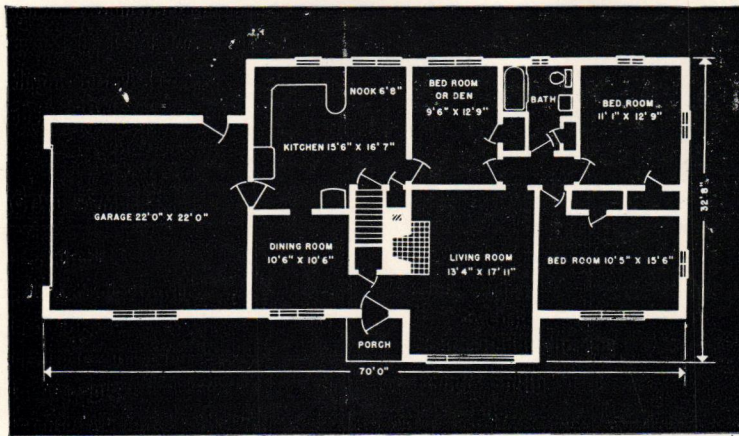 NOOK 6'8"
BED ROOM
OR DEN
9'6" X 12'9"
BATH
BED ROOM
11'1" X 12'9"
KITCHEN 15'6" X 16'7"
32'8"
GARAGE 22'0" X 22'0"
DINING ROOM
10'6" X 10'6"
LIVING ROOM
13'4" X 17'11"
BED ROOM 10'5" X 15'6"
PORCH
70'0"